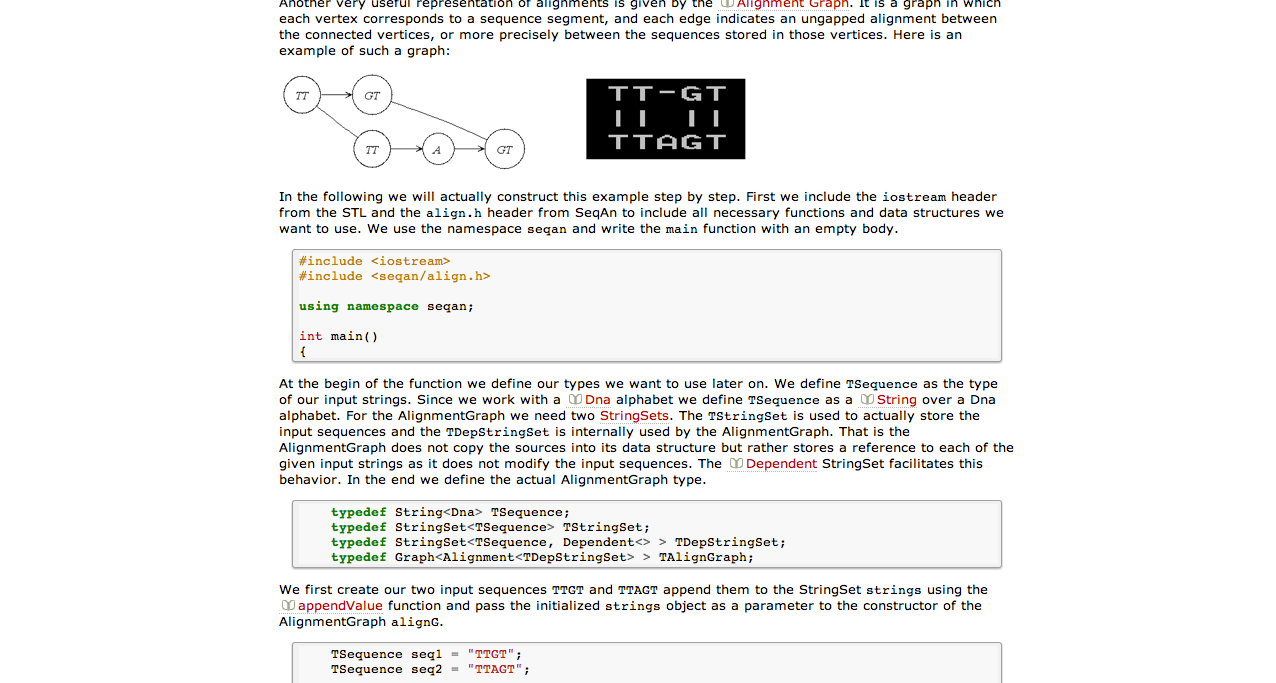 Another very useful representation of alignments is given by the Alignment Graph. It is a graph in which
each vertex corresponds to a sequence segment, and each edge indicates an ungapped alignment between
the connected vertices, or more precisely between the sequences stored in those vertices. Here is an
example of such a graph:
TT GT
TT A GT
TT-GT
|| ||
TTAGT
In the following we will actually construct this example step by step. First we include the iostream header
from the STL and the align.h header from SeqAn to include all necessary functions and data structures we
want to use. We use the namespace seqan and write the main function with an empty body.
#include <iostream>
#include <seqan/align.h>
using namespace seqan;
int main()
{
At the begin of the function we define our types we want to use later on. We define TSequence as the type
of our input strings. Since we work with a Dna alphabet we define TSequence as a String over a Dna
alphabet. For the AlignmentGraph we need two StringSets. The TStringSet is used to actually store the
input sequences and the TDepStringSet is internally used by the AlignmentGraph. That is the
AlignmentGraph does not copy the sources into its data structure but rather stores a reference to each of the
given input strings as it does not modify the input sequences. The Dependent StringSet facilitates this
behavior. In the end we define the actual AlignmentGraph type.
typedef String<Dna> TSequence;
typedef StringSet<TSequence> TStringSet;
typedef StringSet<TSequence, Dependent<> > TDepStringSet;
typedef Graph<Alignment<TDepStringSet> > TAlignGraph;
We first create our two input sequences TTGT and TTAGT append them to the StringSet strings using the
appendValue function and pass the initialized strings object as a parameter to the constructor of the
AlignmentGraph alignG.
TSequence seq1 = "TTGT";
TSequence seq2 = "TTAGT";